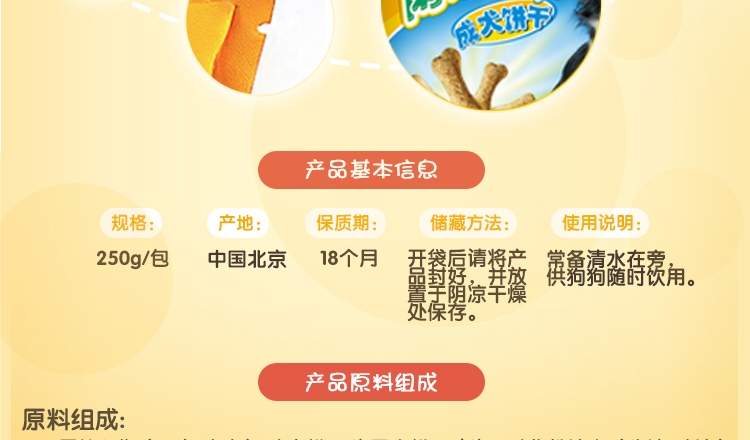 成犬饼干
产品基本信息
规格:
产地:
保质期:
储藏方法:
使用说明:
250g/包
中国北京
18个月
开袋后请将产
品封好，并放
置于阴凉干燥
处保存。
常备清水在旁，
供狗狗随时饮用。
产品原料组成
原料组成: